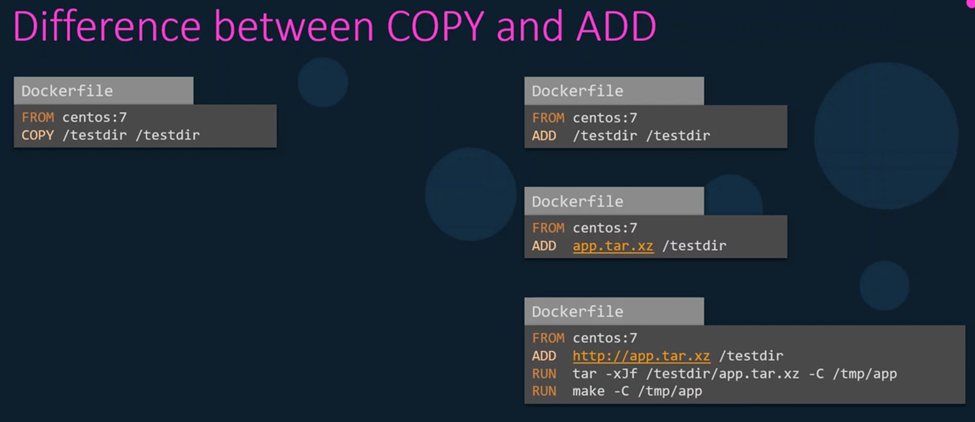 Difference between COPY and ADD
Dockerfile
FROM centos:7
COPY /testdir /testdir
Dockerfile
FROM centos:7
ADD /testdir /testdir
Dockerfile
FROM centos:7
ADD app.tar.xz /testdir
Dockerfile
FROM centos:7
ADD http://app.tar.xz /testdir
RUN tar -xJf /testdir/app.tar.xz -C /tmp/app
RUN make -C /tmp/app